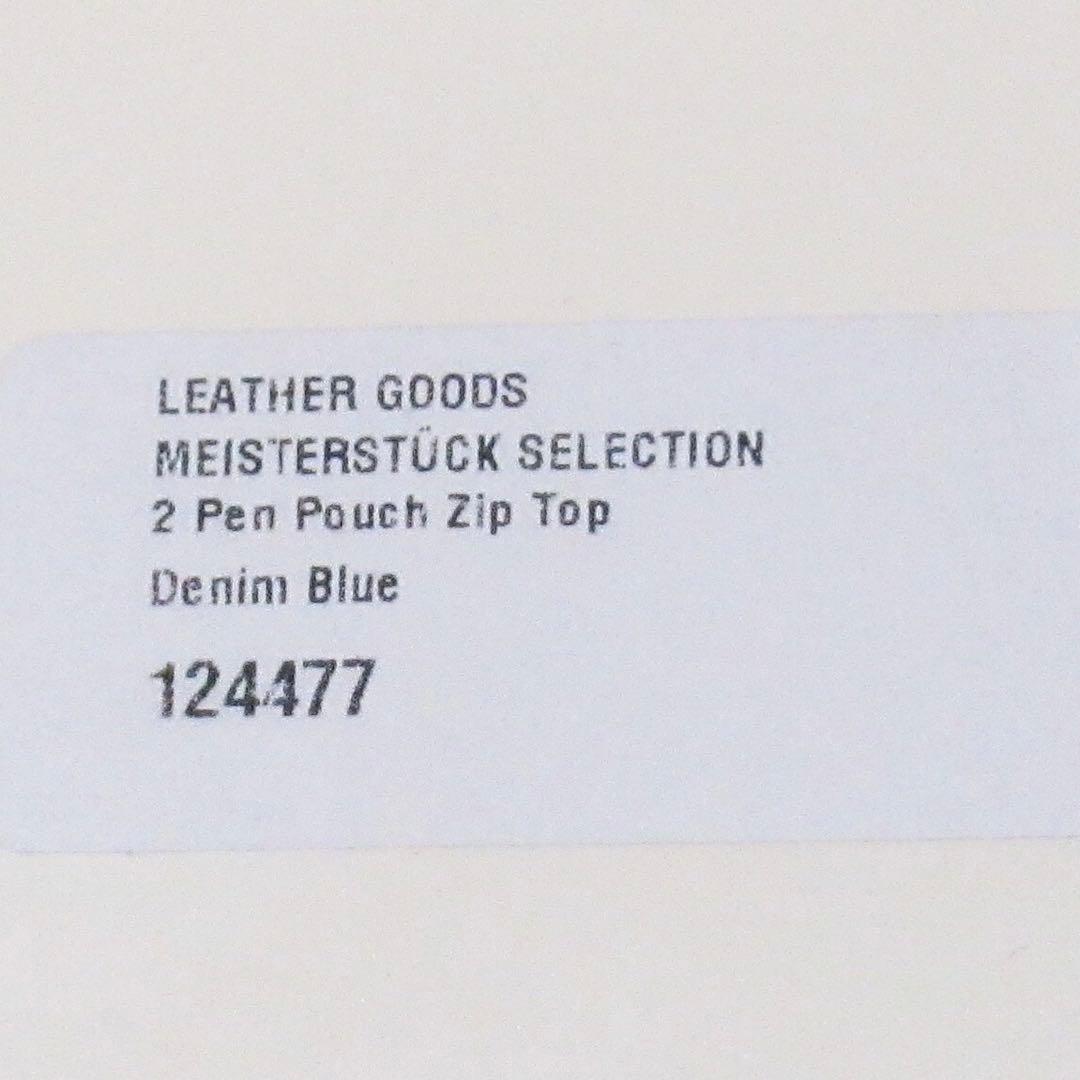 LEATHER GOODS
MEISTERSTÜCK SELECTION
2 Pen Pouch Zip Top
Denim Blue
124477